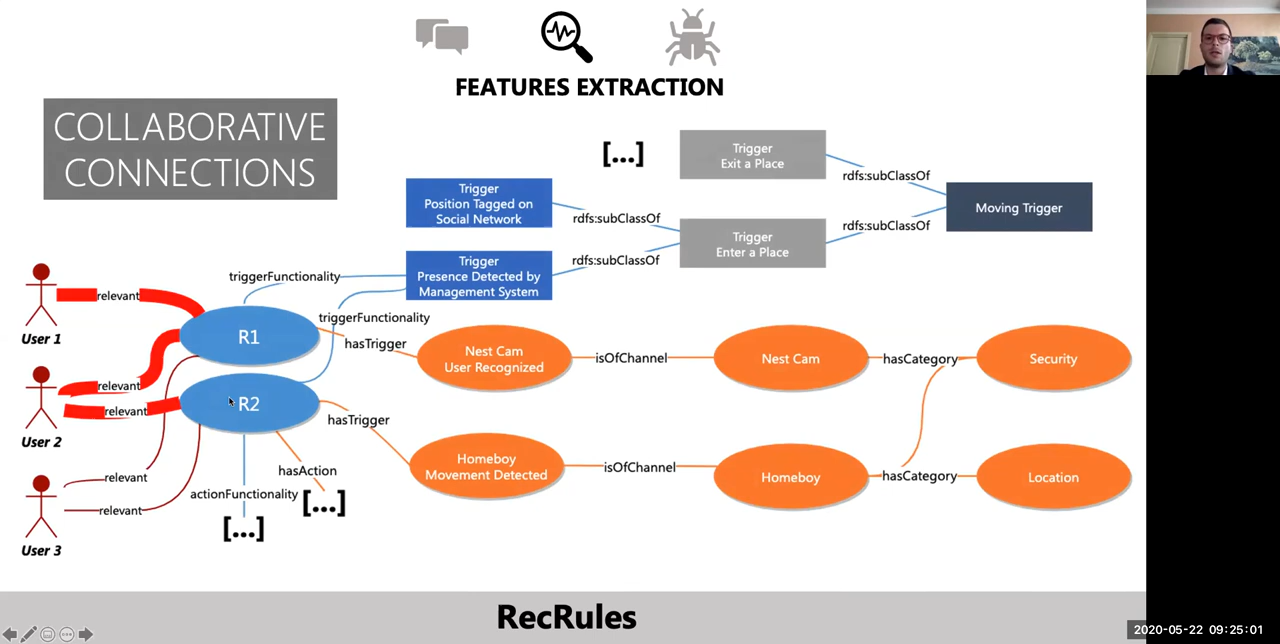 FEATURES EXTRACTION
COLLABORATIVE
CONNECTIONS
[...]
Trigger
Exit a Place
rdfs:subClassOf
Moving Trigger
Trigger
Position Tagged on
Social Network
rdfs:subClassOf
rdfs:subClassOf
Trigger
Enter a Place
Trigger
Presence Detected by
Management System
rdfs:subClassOf
triggerFunctionality
relevant
User 1
R1
triggerFunctionality
hasTrigger
Nest Cam
User Recognized
isOfChannel
Nest Cam
hasCategory
Security
relevant
relevant
User 2
R2
hasTrigger
Homeboy
Movement Detected
isOfChannel
Homeboy
hasCategory
Location
relevant
relevant
User 3
hasAction
[...]
actionFunctionality
[...]
RecRules
2020-05-22 09:25:01